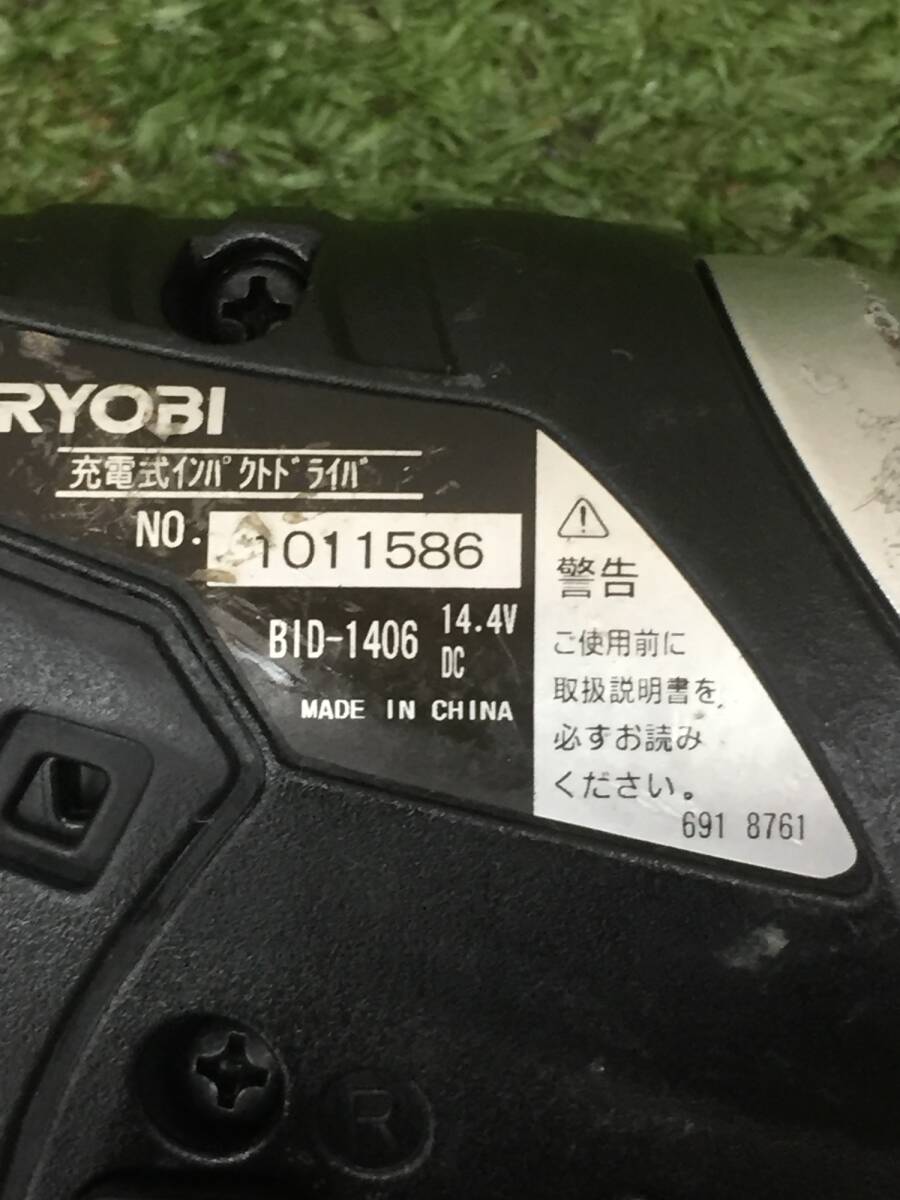 RYOBI
充電式インパクトドライバ
NO. 1011586
BID-1406 14.4V
DC
MADE IN CHINA
警告
ご使用前に
取扱説明書を
必ずお読み
ください。
691 8761
R